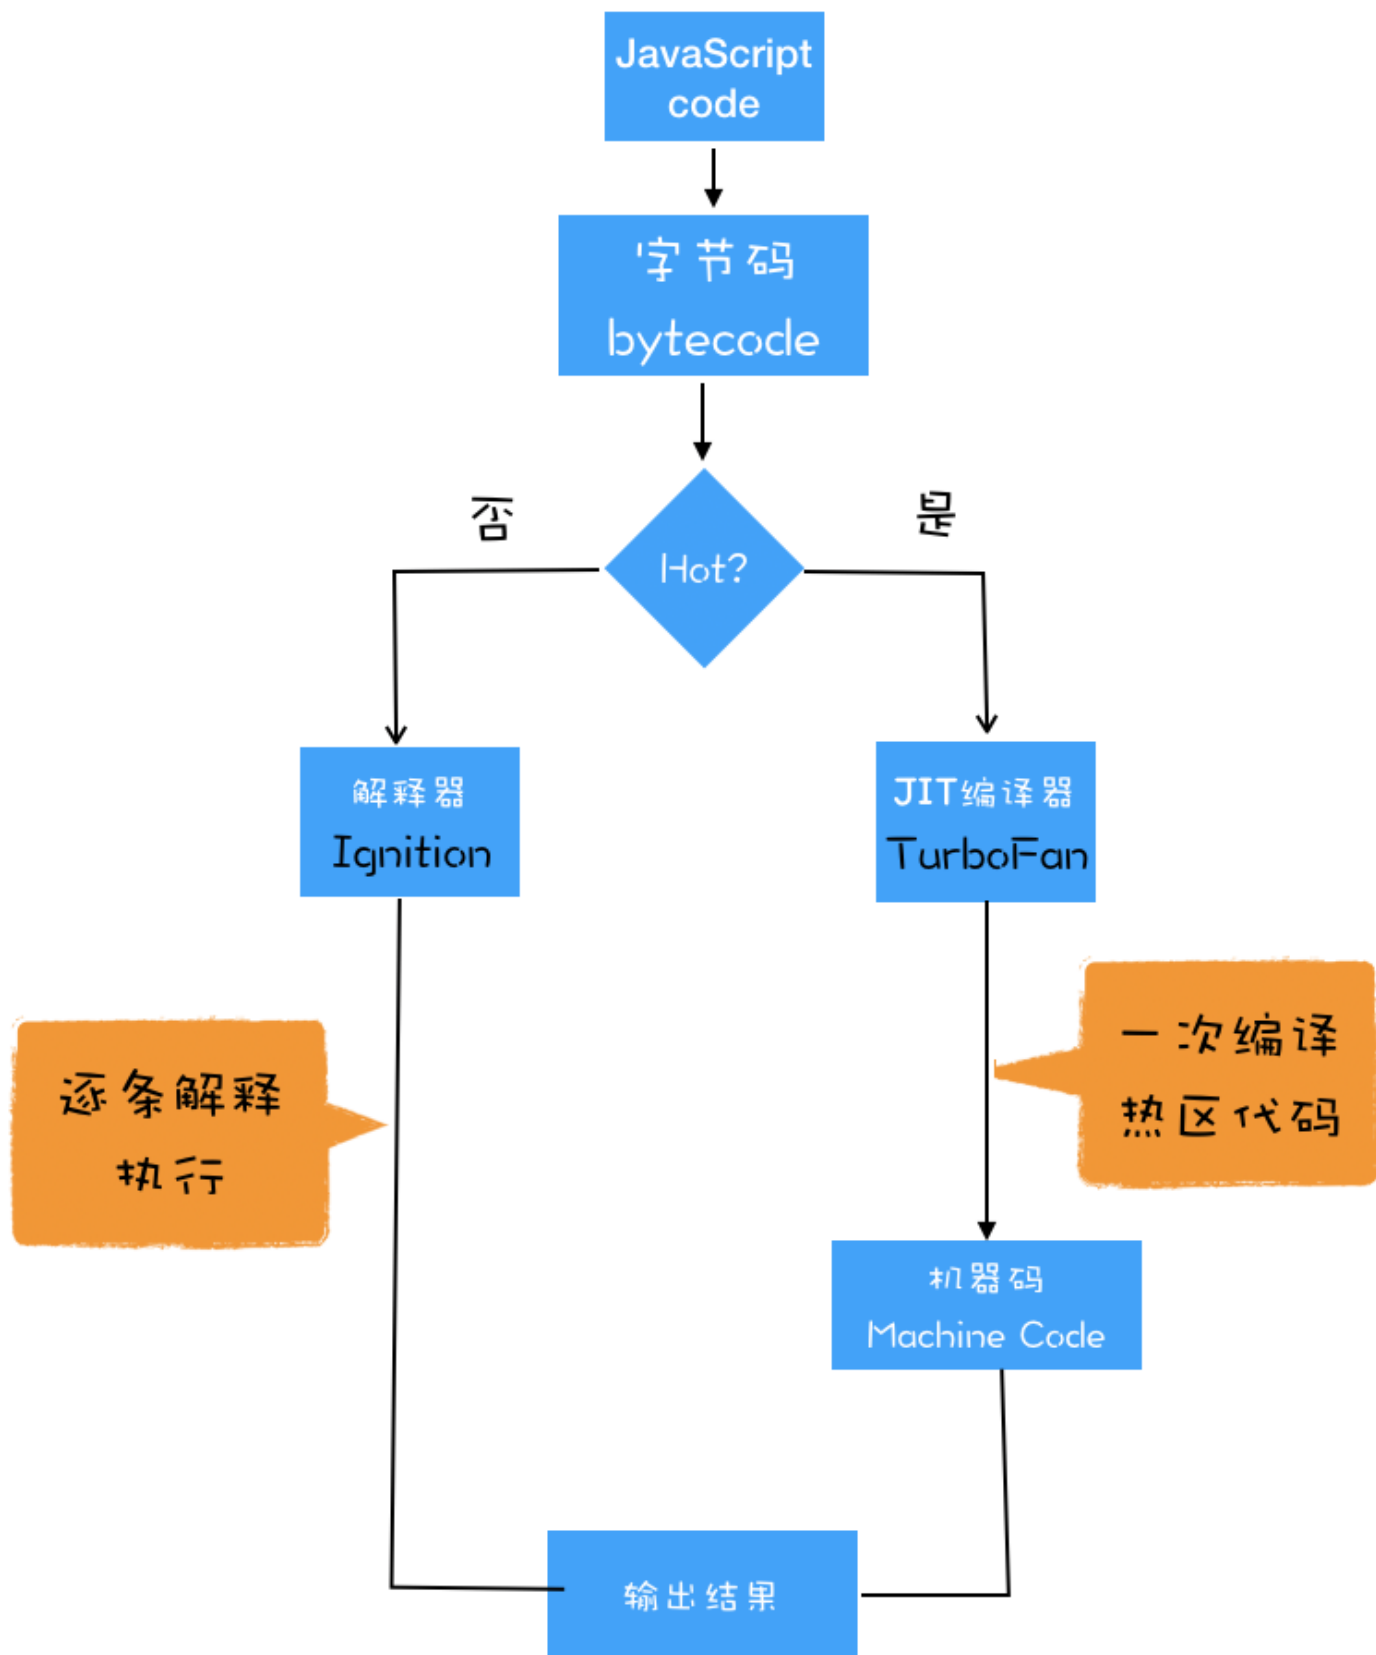 JavaScript
code
字节码
bytecode
否
是
Hot?
解释器
Ignition
JIT编译器
TurboFan
逐条解释
执行
一次编译
热区代码
机器码
Machine Code
输出结果